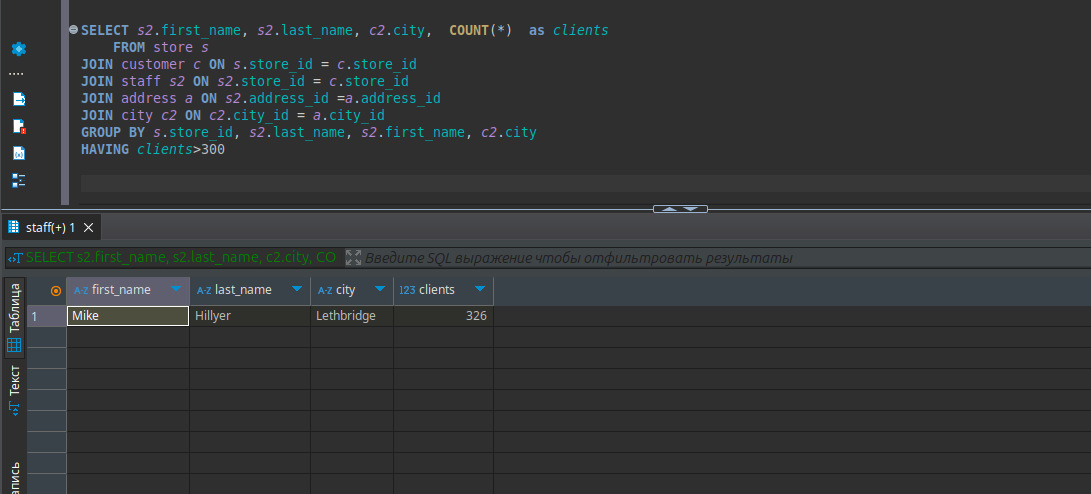 SELECT s2.first_name, s2.last_name, c2.city,  COUNT(*)  as clients
FROM store s
JOIN customer c ON s.store_id = c.store_id
JOIN staff s2 ON s2.store_id = c.store_id
JOIN address a ON s2.address_id =a.address_id
JOIN city c2 ON c2.city_id = a.city_id
GROUP BY s.store_id, s2.last_name, s2.first_name, c2.city
HAVING clients>300
staff(+) 1
SELECT s2.first_name, s2.last_name, c2.city, CO
Введите SQL выражение чтобы отфильтровать результаты
Таблица
Текст
апись
A-Z first_name A-Z last_name A-Z city 123 clients
1 Mike Hillyer Lethbridge 326